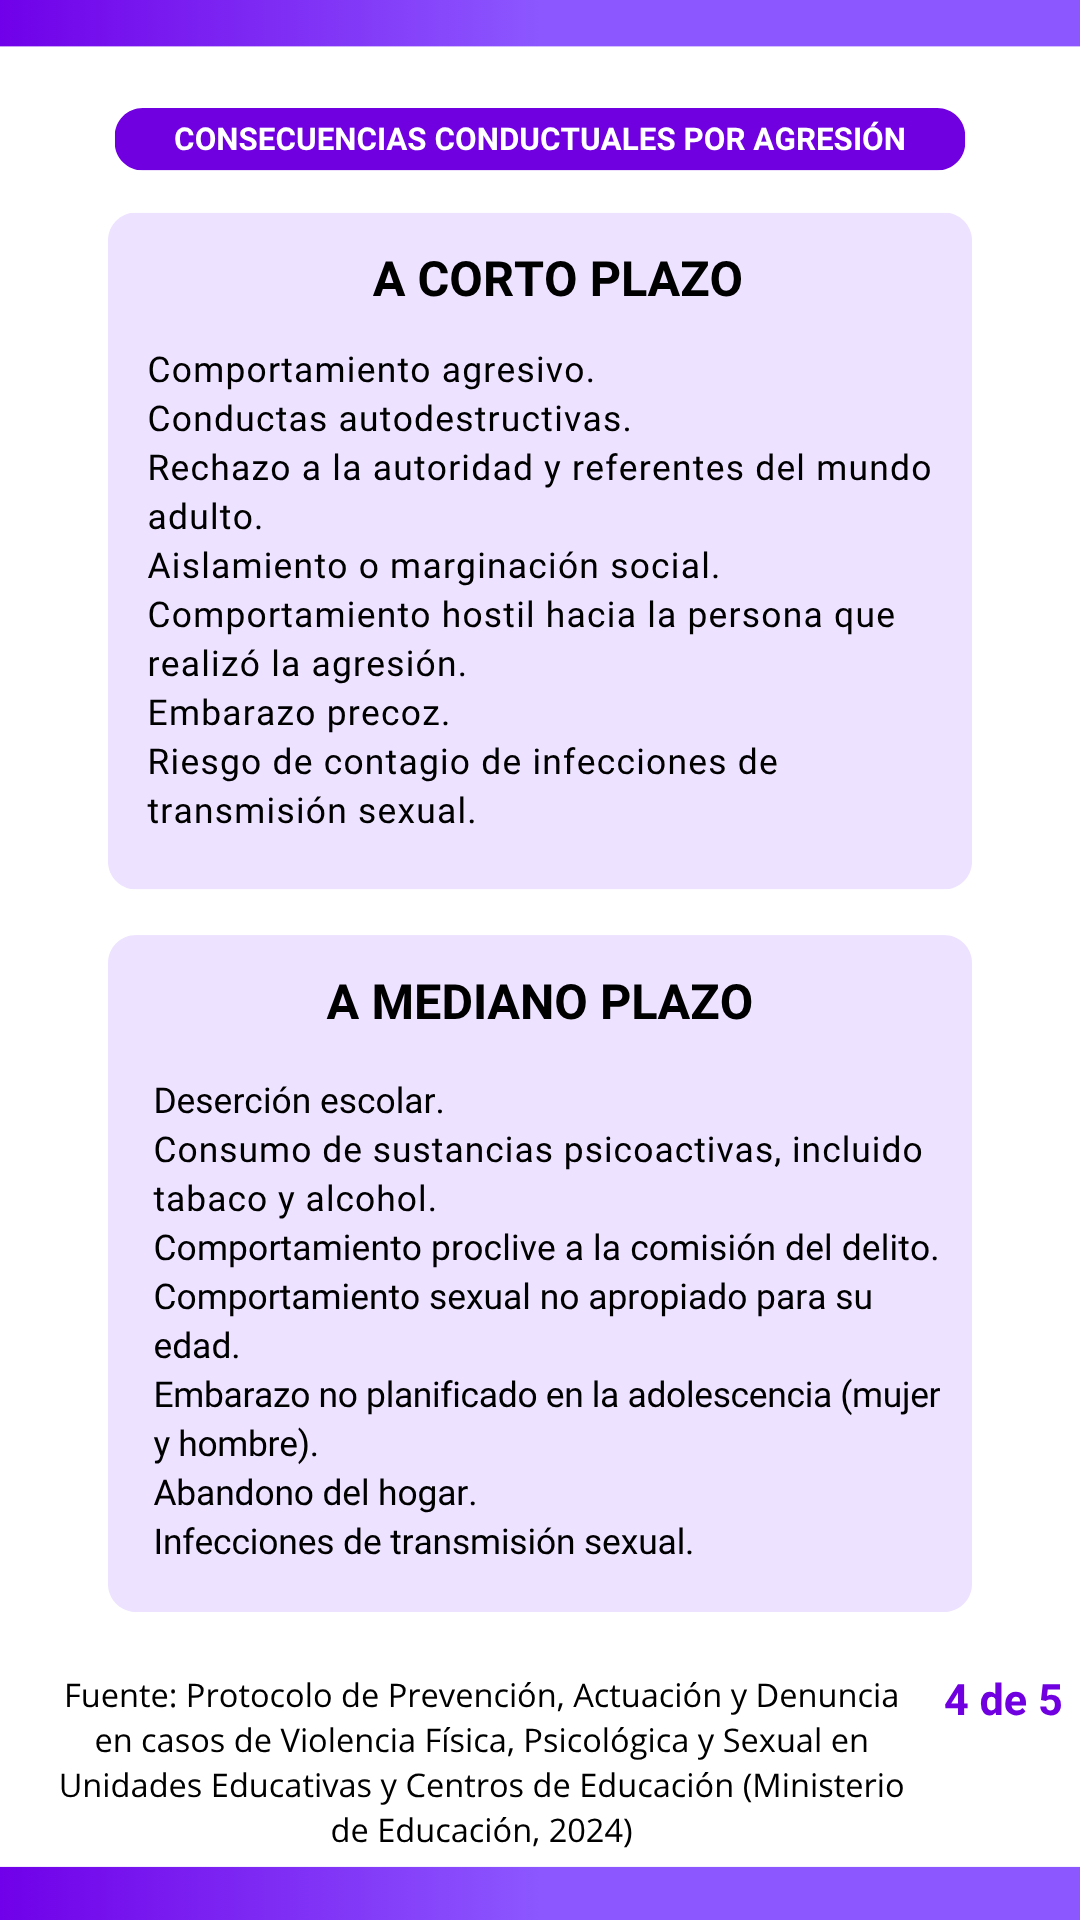 CONSECUENCIAS CONDUCTUALES POR AGRESIÓN
A CORTO PLAZO
Comportamiento agresivo.
Conductas autodestructivas.
Rechazo a la autoridad y referentes del mundo
adulto.
Aislamiento o marginación social.
Comportamiento hostil hacia la persona que
realizó la agresión.
Embarazo precoz.
Riesgo de contagio de infecciones de
transmisión sexual.
A MEDIANO PLAZO
Deserción escolar.
Consumo de sustancias psicoactivas, incluido
tabaco y alcohol.
Comportamiento proclive a la comisión del delito.
Comportamiento sexual no apropiado para su
edad.
Embarazo no planificado en la adolescencia (mujer
y hombre).
Abandono del hogar.
Infecciones de transmisión sexual.
Fuente: Protocolo de Prevención, Actuación y Denuncia
en casos de Violencia Física, Psicológica y Sexual en
Unidades Educativas y Centros de Educación (Ministerio
de Educación, 2024)
4 de 5